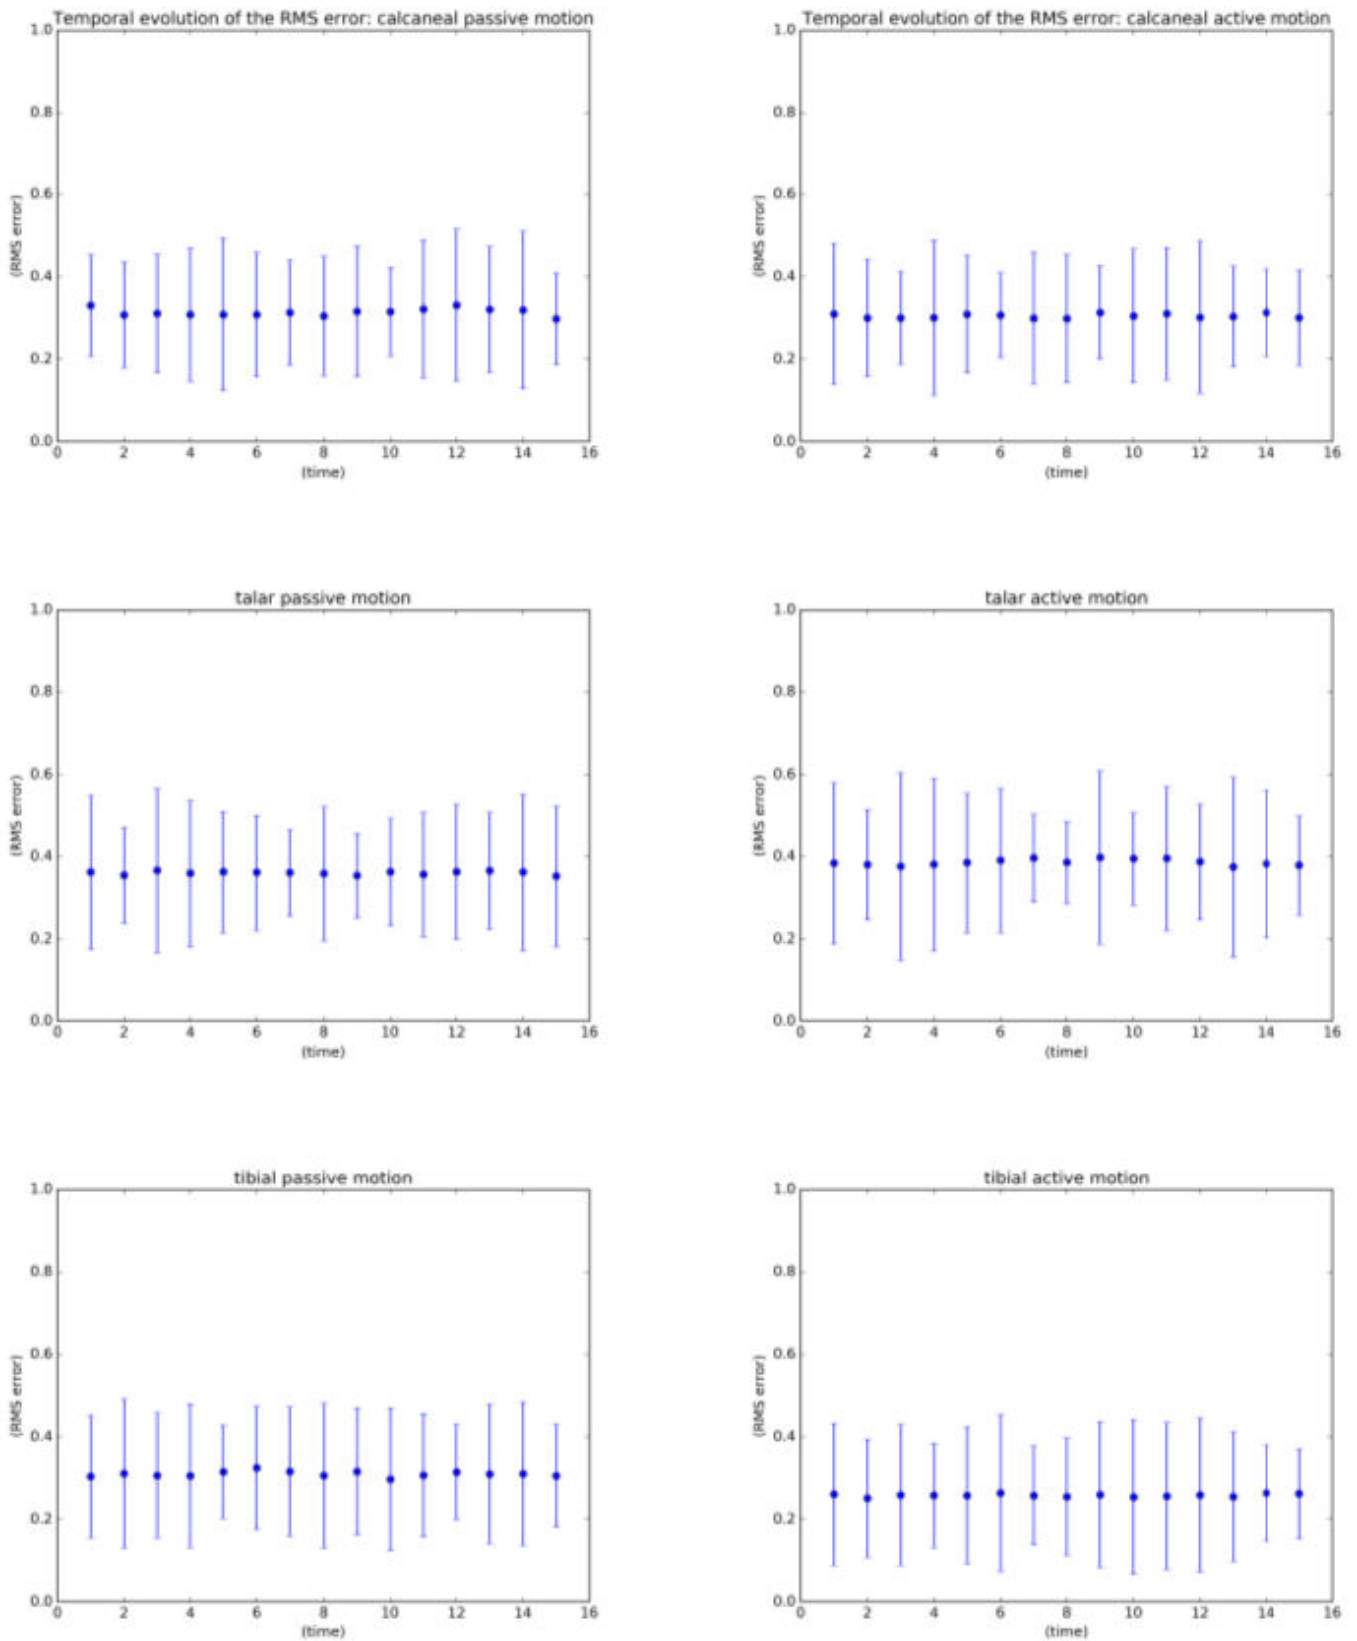 Temporal evolution of the RMS error: calcaneal passive motion
1.0
0.8
0.6
0.4
0.2
0.0
(RMS error)
0 2 4 6 8 10 12 14 16
(time)
Temporal evolution of the RMS error: calcaneal active motion
1.0
0.8
0.6
0.4
0.2
0.0
(RMS error)
0 2 4 6 8 10 12 14 16
(time)
talar passive motion
1.0
0.8
0.6
0.4
0.2
0.0
(RMS error)
0 2 4 6 8 10 12 14 16
(time)
talar active motion
1.0
0.8
0.6
0.4
0.2
0.0
(RMS error)
0 2 4 6 8 10 12 14 16
(time)
tibial passive motion
1.0
0.8
0.6
0.4
0.2
0.0
(RMS error)
0 2 4 6 8 10 12 14 16
(time)
tibial active motion
1.0
0.8
0.6
0.4
0.2
0.0
(RMS error)
0 2 4 6 8 10 12 14 16
(time)